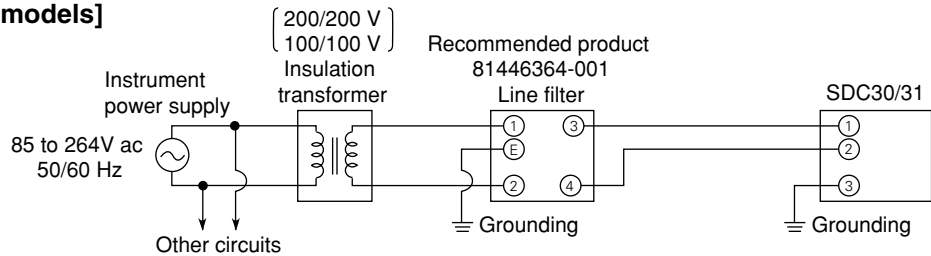 models]
200/200 V
100/100 V
Insulation
transformer
Recommended product
81446364-001
Line filter
SDC30/31
Instrument
power supply
85 to 264V ac
50/60 Hz
1
3
E
2
4
1
2
3
Grounding
Grounding
Other circuits